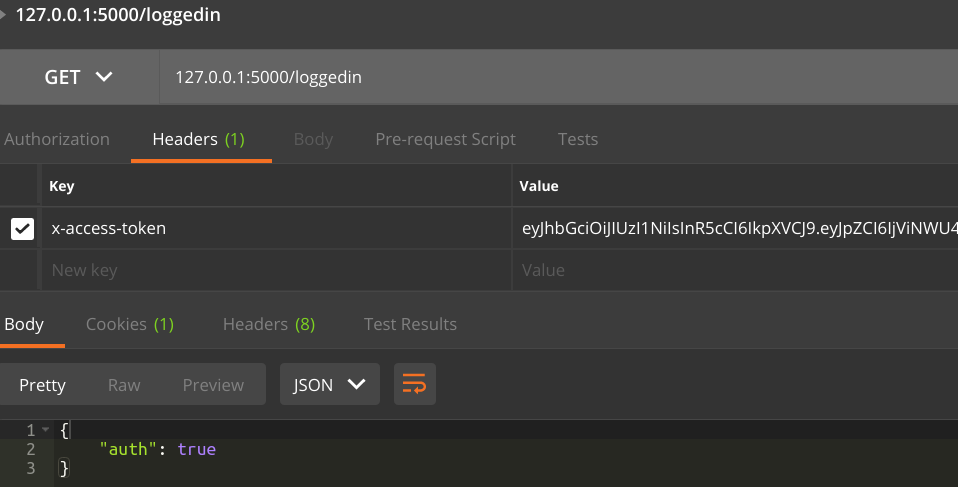 127.0.0.1:5000/loggedin
GET 127.0.0.1:5000/loggedin
Authorization Headers (1) Body Pre-request Script Tests
Key Value
x-access-token eyJhbGciOiJIUzI1NiIsInR5cCI6IkpXVCJ9.eyJpZCI6IjViNWU4
New key Value
Body Cookies (1) Headers (8) Test Results
Pretty Raw Preview JSON
1 {
2 "auth": true
3 }